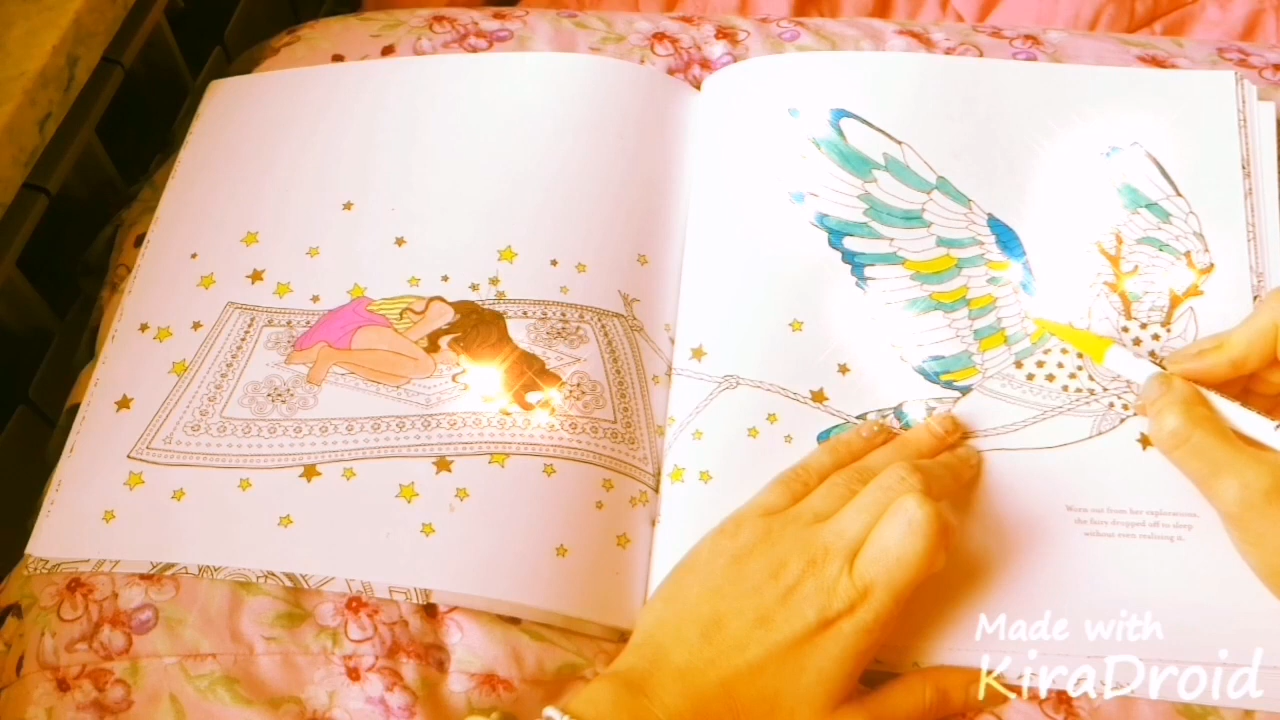 Worn out from her explorations,
the fairy dropped off to sleep
without even realizing it.
Made with
KiraDroid